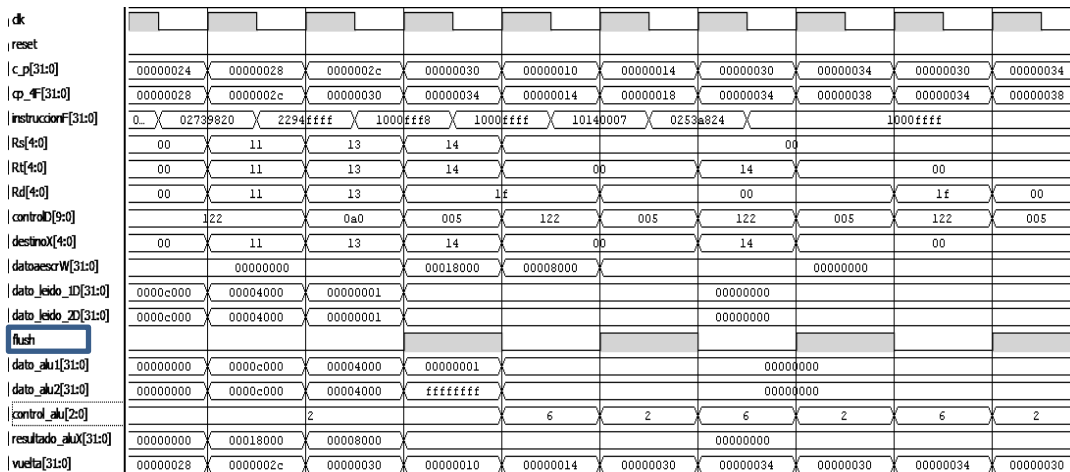 clk
reset
c_p[31:0] 00000024 00000028 0000002c 00000030 00000010 00000014 00000030 00000034 00000030 00000034
cp_4F[31:0] 00000028 0000002c 00000030 00000034 00000014 00000018 00000034 00000038 00000034 00000038
instruccionF[31:0] 0... 02739820 2294ffff 1000fff8 1000ffff 10140007 0253a824 1000ffff
Rs[4:0] 00 11 13 14 00
Rt[4:0] 00 11 13 14 00 14 00
Rd[4:0] 00 11 13 1f 00 1f 00
controlD[9:0] 122 0a0 005 122 005 122 005 122 005
destinoX[4:0] 00 11 13 14 00 14 00
datoaescrW[31:0] 00000000 00018000 00008000 00000000
dato_leido_1D[31:0] 0000c000 00004000 00000001 00000000
dato_leido_2D[31:0] 0000c000 00004000 00000001 00000000
flush
dato_alu1[31:0] 00000000 0000c000 00004000 00000001 00000000
dato_alu2[31:0] 00000000 0000c000 00004000 ffffffff 00000000
control_alu[2:0] 2 6 2 6 2 6 2
resultado_aluX[31:0] 00000000 00018000 00008000 00000000
vuelta[31:0] 00000028 0000002c 00000030 00000010 00000014 00000030 00000034 00000030 00000034 00000030